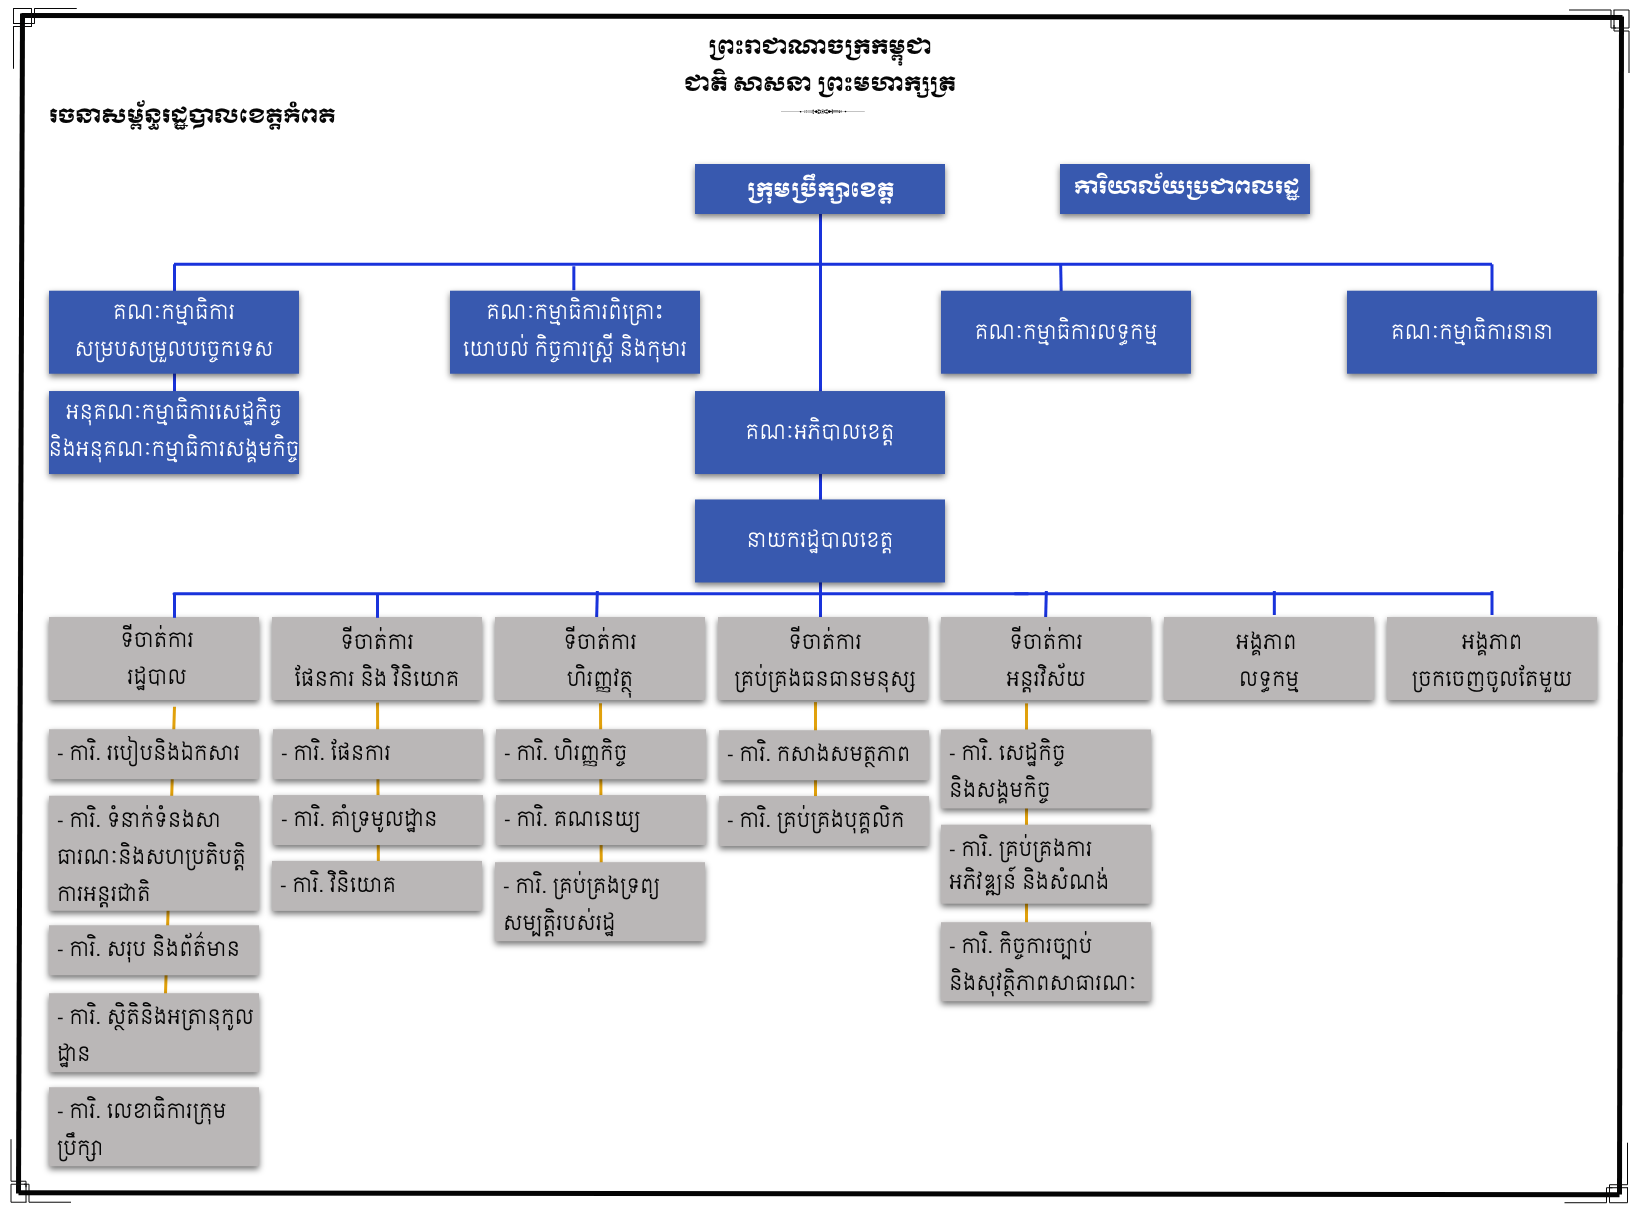 ព្រះរាជាណាចក្រកម្ពុជា
ជាតិ សាសនា ព្រះមហាក្សត្រ
រចនាសម្ព័ន្ធរដ្ឋបាលខេត្តកំពត
ក្រុមប្រឹក្សាខេត្ត
ការិយាល័យប្រជាពលរដ្ឋ
គណៈកម្មាធិការ
សម្របសម្រួលបច្ចេកទេស
គណៈកម្មាធិការពិគ្រោះ
យោបល់ កិច្ចការស្ត្រី និងកុមារ
គណៈកម្មាធិការលទ្ធកម្ម
គណៈកម្មាធិការនានា
អនុគណៈកម្មាធិការសេដ្ឋកិច្ច
និងអនុគណៈកម្មាធិការសង្គមកិច្ច
គណៈអភិបាលខេត្ត
នាយករដ្ឋបាលខេត្ត
ទីចាត់ការ
រដ្ឋបាល
ទីចាត់ការ
ផែនការ និង វិនិយោគ
ទីចាត់ការ
ហិរញ្ញវត្ថុ
ទីចាត់ការ
គ្រប់គ្រងធនធានមនុស្ស
ទីចាត់ការ
អន្តរវិស័យ
អង្គភាព
លទ្ធកម្ម
អង្គភាព
ច្រកចេញចូលតែមួយ
- ការិ. របៀបនិងឯកសារ
- ការិ. ទំនាក់ទំនងសា
ធារណៈនិងសហប្រតិបត្តិ
ការអន្តរជាតិ
- ការិ. សរុប និងព័ត៌មាន
- ការិ. ស្ថិតិនិងអត្រានុកូល
ដ្ឋាន
- ការិ. លេខាធិការក្រុម
ប្រឹក្សា
- ការិ. ផែនការ
- ការិ. គាំទ្រមូលដ្ឋាន
- ការិ. វិនិយោគ
- ការិ. ហិរញ្ញកិច្ច
- ការិ. គណនេយ្យ
- ការិ. គ្រប់គ្រងទ្រព្យ
សម្បត្តិរបស់រដ្ឋ
- ការិ. កសាងសមត្ថភាព
- ការិ. គ្រប់គ្រងបុគ្គលិក
- ការិ. សេដ្ឋកិច្ច
និងសង្គមកិច្ច
- ការិ. គ្រប់គ្រងការ
អភិវឌ្ឍន៍ និងសំណង់
- ការិ. កិច្ចការច្បាប់
និងសុវត្ថិភាពសាធារណៈ